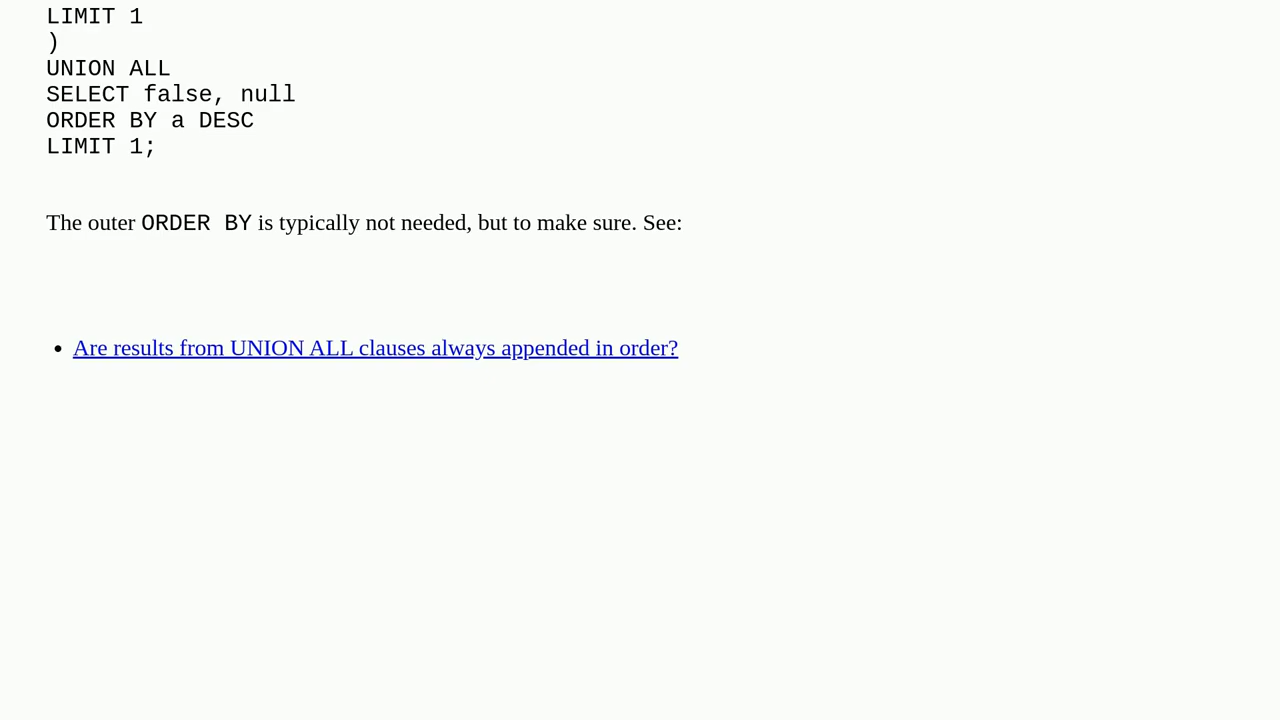 LIMIT 1
)
UNION ALL
SELECT false, null
ORDER BY a DESC
LIMIT 1;
The outer ORDER BY is typically not needed, but to make sure. See:
• Are results from UNION ALL clauses always appended in order?